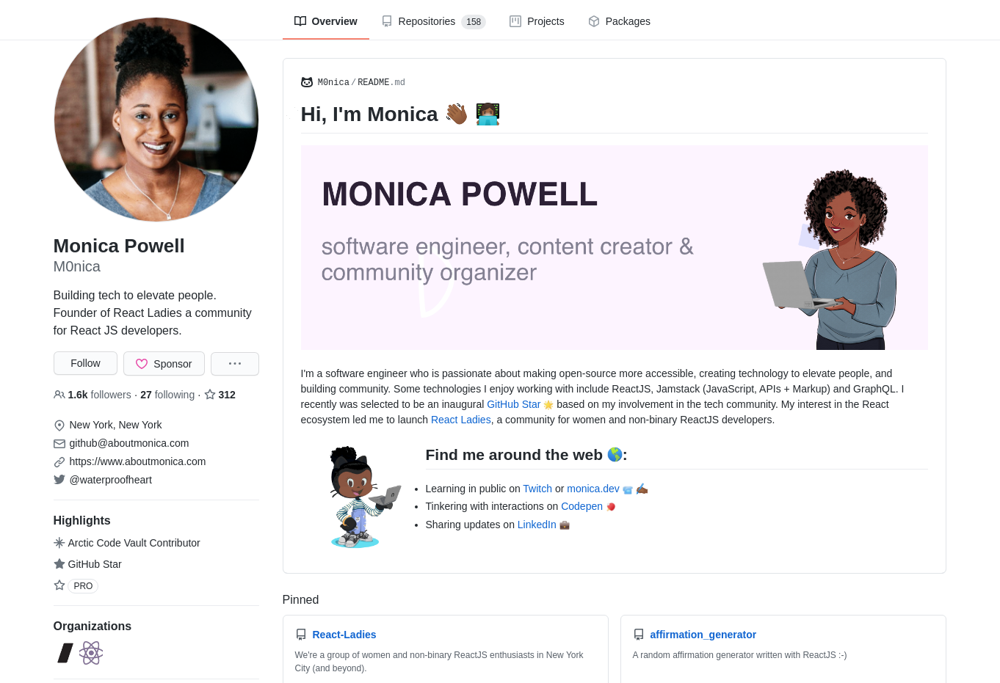 Overview
Repositories 158
Projects
Packages
Monica Powell
M0nica
Building tech to elevate people.
Founder of React Ladies a community
for React JS developers.
Follow
Sponsor
1.6k followers · 27 following · 312
New York, New York
github@aboutmonica.com
https://www.aboutmonica.com
@waterproofheart
Highlights
Arctic Code Vault Contributor
GitHub Star
PRO
Organizations
M0nica/README.md
Hi, I'm Monica 👋🏾 👩🏾‍💻
MONICA POWELL
software engineer, content creator &
community organizer
I'm a software engineer who is passionate about making open-source more accessible, creating technology to elevate people, and
building community. Some technologies I enjoy working with include ReactJS, Jamstack (JavaScript, APIs + Markup) and GraphQL. I
recently was selected to be an inaugural GitHub Star 🌟 based on my involvement in the tech community. My interest in the React
ecosystem led me to launch React Ladies, a community for women and non-binary ReactJS developers.
Find me around the web 🌎:
Learning in public on Twitch or monica.dev
Tinkering with interactions on Codepen
Sharing updates on LinkedIn 💼
Pinned
React-Ladies
We're a group of women and non-binary ReactJS enthusiasts in New York
City (and beyond).
affirmation_generator
A random affirmation generator written with ReactJS :-)